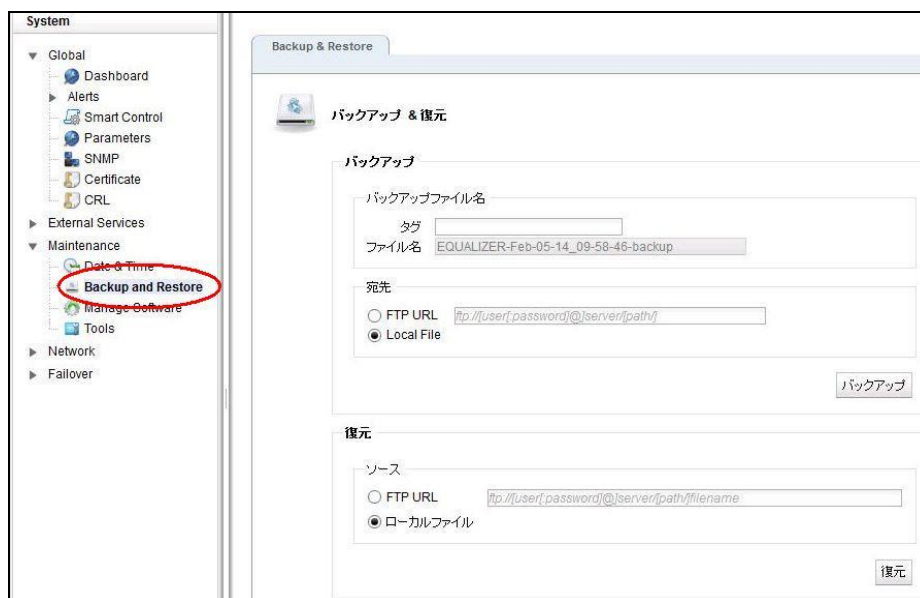 System
Global
Dashboard
Alerts
Smart Control
Parameters
SNMP
Certificate
CRL
External Services
Maintenance
Date & Time
Backup and Restore
Manage Software
Tools
Network
Failover
Backup & Restore
バックアップ & 復元
バックアップ
バックアップファイル名
タグ
ファイル名 EQUALIZER-Feb-05-14_09-58-46-backup
宛先
FTP URL ftp://[user[:password]@]server/[path/]
Local File
バックアップ
復元
ソース
FTP URL ftp://[user[:password]@]server/[path/]filename
ローカルファイル
復元